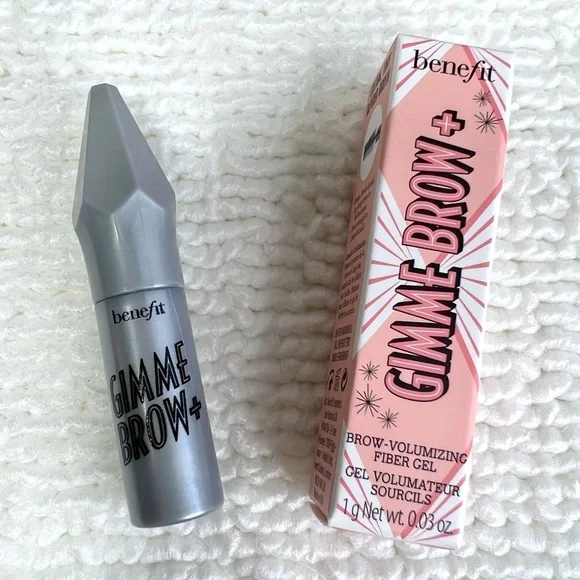 benefit
GIMME
BROW+
benefit
GIMME BROW+
BROW-VOLUMIZING
FIBER GEL
GEL VOLUMATEUR
SOURCILS
1 g Net wt. 0.03 oz.